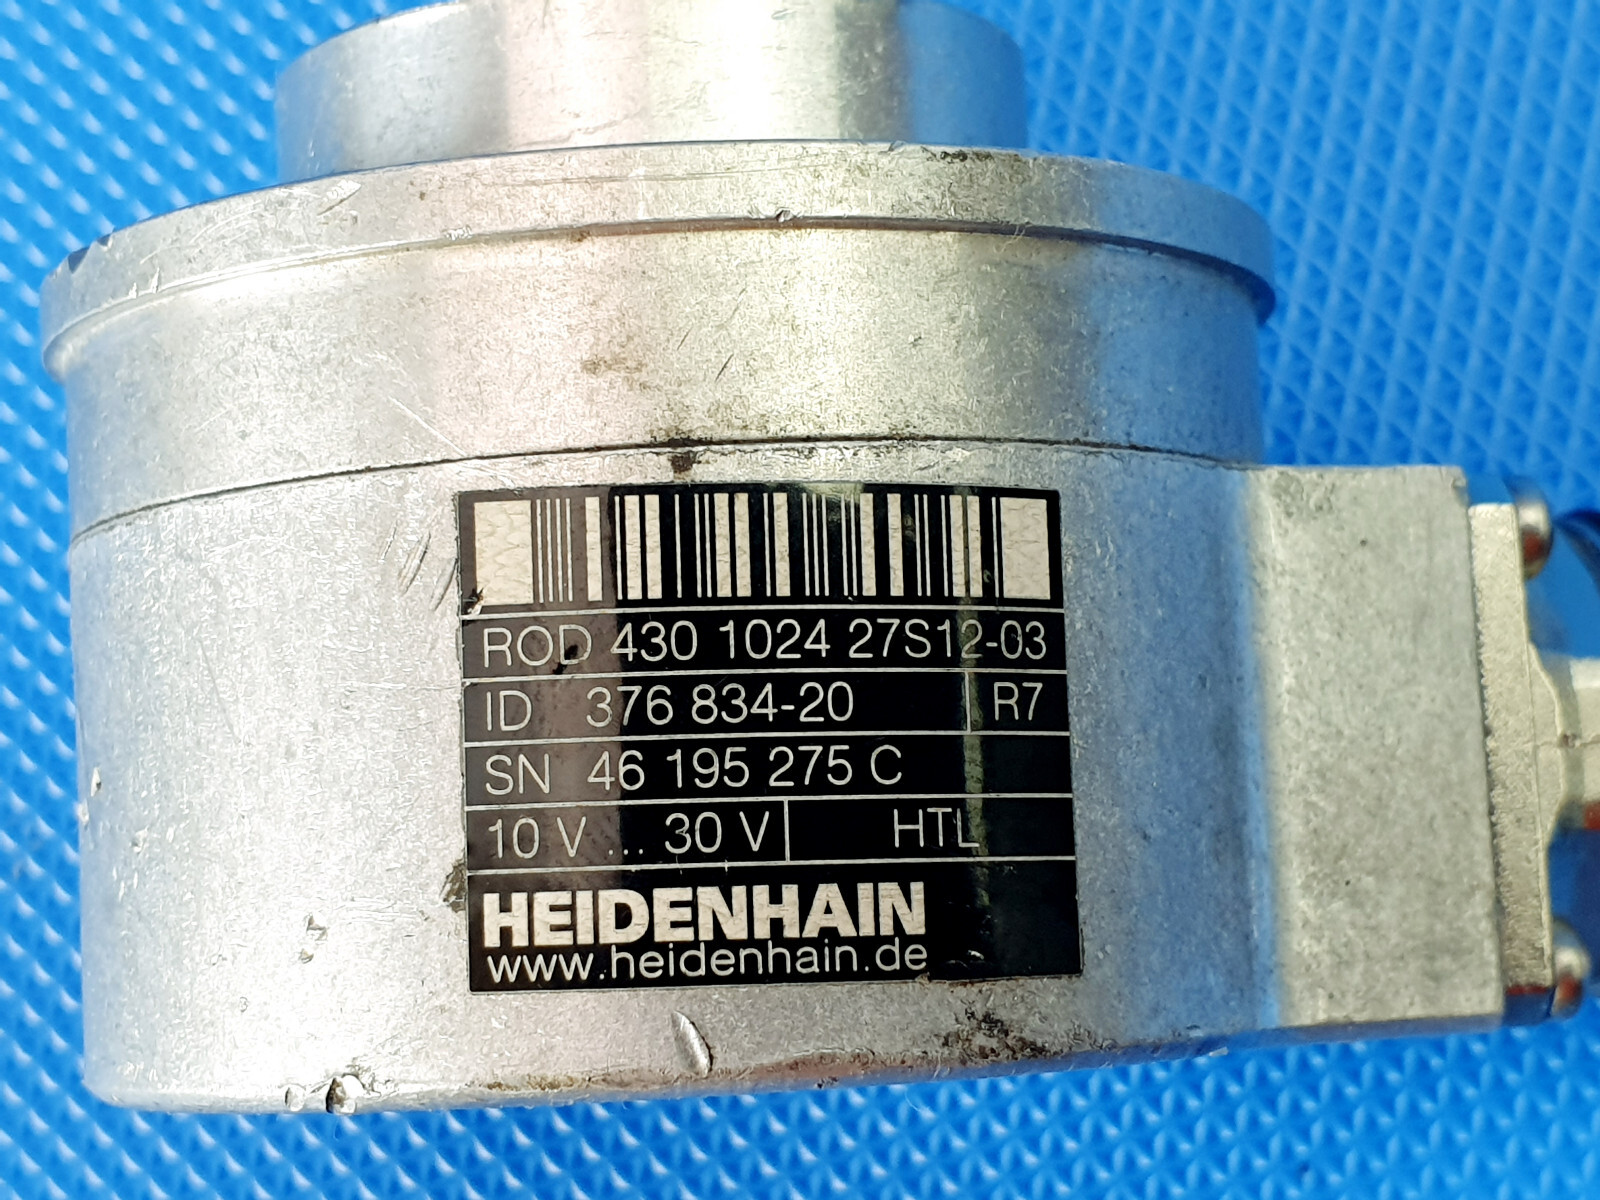 ROD 430 1024 27S12-03
ID 376 834-20 R7
SN 46 195 275 C
10 V ... 30 V HTL
HEIDENHAIN
www.heidenhain.de